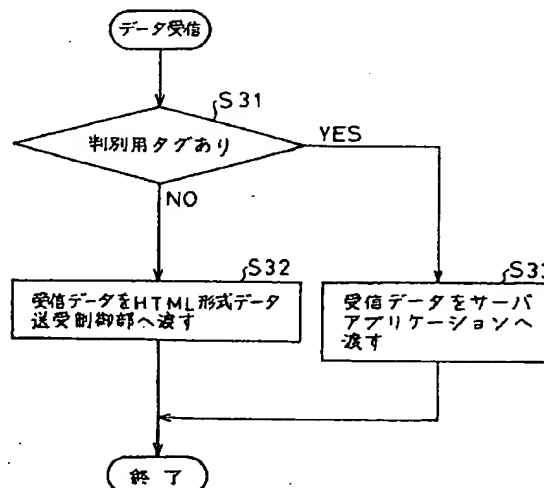 データ受信
S31
判別用タグあり
YES
NO
S32
受信データをHTML形式データ
送受制御部へ渡す
S33
受信データをサーバ
アプリケーションへ
渡す
終了